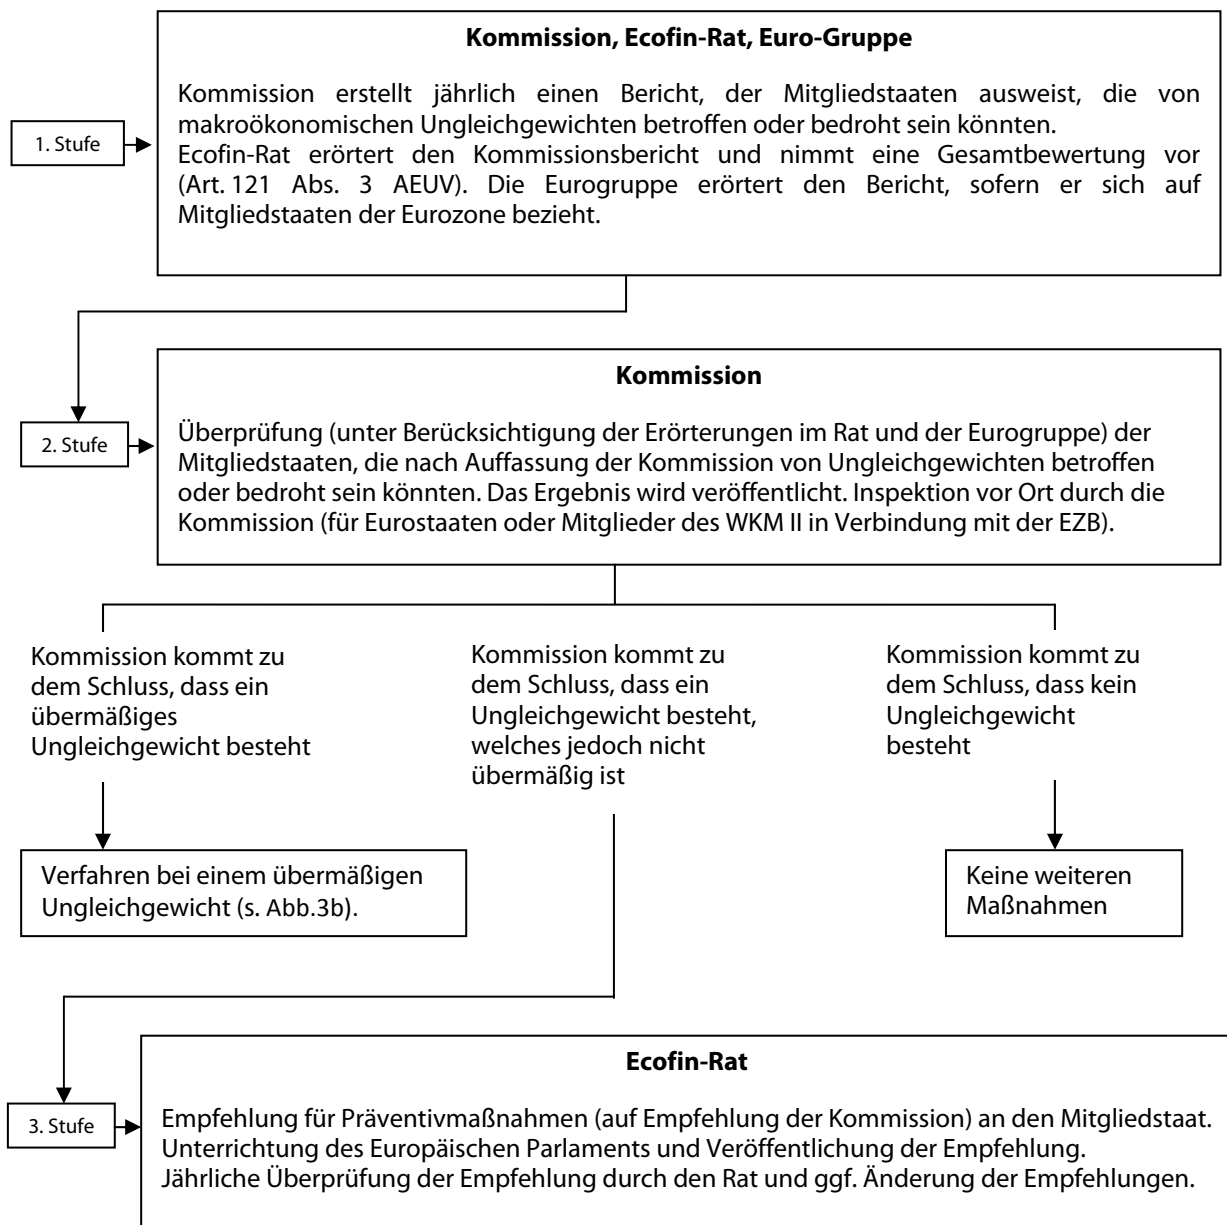 Kommission, Ecofin-Rat, Euro-Gruppe
Kommission erstellt jährlich einen Bericht, der Mitgliedstaaten ausweist, die von
makroökonomischen Ungleichgewichten betroffen oder bedroht sein könnten.
1. Stufe
Ecofin-Rat erörtert den Kommissionsbericht und nimmt eine Gesamtbewertung vor
(Art. 121 Abs. 3 AEUV). Die Eurogruppe erörtert den Bericht, sofern er sich auf
Mitgliedstaaten der Eurozone bezieht.
Kommission
2. Stufe
Überprüfung (unter Berücksichtigung der Erörterungen im Rat und der Eurogruppe) der
Mitgliedstaaten, die nach Auffassung der Kommission von Ungleichgewichten betroffen
oder bedroht sein könnten. Das Ergebnis wird veröffentlicht. Inspektion vor Ort durch die
Kommission (für Eurostaaten oder Mitglieder des WKM II in Verbindung mit der EZB).
Kommission kommt zu
dem Schluss, dass ein
übermäßiges
Ungleichgewicht besteht
Kommission kommt zu
dem Schluss, dass ein
Ungleichgewicht besteht,
welches jedoch nicht
übermäßig ist
Kommission kommt zu
dem Schluss, dass kein
Ungleichgewicht
besteht
Verfahren bei einem übermäßigen
Ungleichgewicht (s. Abb.3b).
Keine weiteren
Maßnahmen
Ecofin-Rat
3. Stufe
Empfehlung für Präventivmaßnahmen (auf Empfehlung der Kommission) an den Mitgliedstaat.
Unterrichtung des Europäischen Parlaments und Veröffentlichung der Empfehlung.
Jährliche Überprüfung der Empfehlung durch den Rat und ggf. Änderung der Empfehlungen.